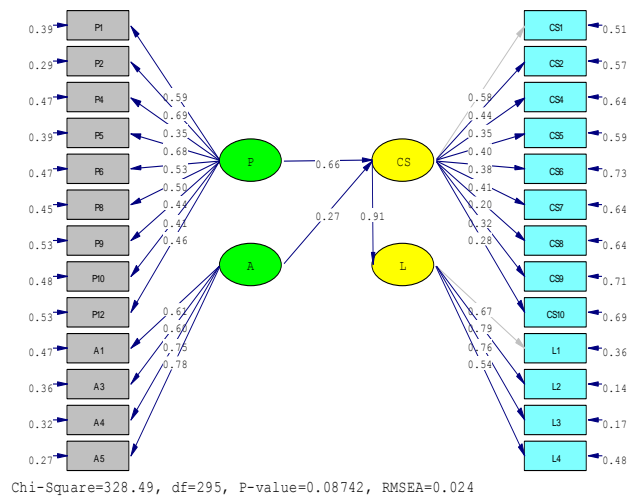 0.39 P1 CS1 0.51
0.29 P2 CS2 0.57
0.47 P4 CS4 0.64
0.39 P5 CS5 0.59
0.47 P6 CS6 0.73
0.45 P8 CS7 0.64
0.53 P9 CS8 0.64
0.48 P10 CS9 0.71
0.53 P12 CS10 0.69
0.47 A1 L1 0.36
0.36 A3 L2 0.14
0.32 A4 L3 0.17
0.27 A5 L4 0.48
0.59
0.69
0.35
0.68
0.53
0.50
0.44
0.41
0.46
0.61
0.60
0.75
0.78
P
A
0.66
0.27
0.91
CS
L
0.58
0.44
0.35
0.40
0.38
0.41
0.20
0.32
0.28
0.67
0.79
0.76
0.54
Chi-Square=328.49, df=295, P-value=0.08742, RMSEA=0.024